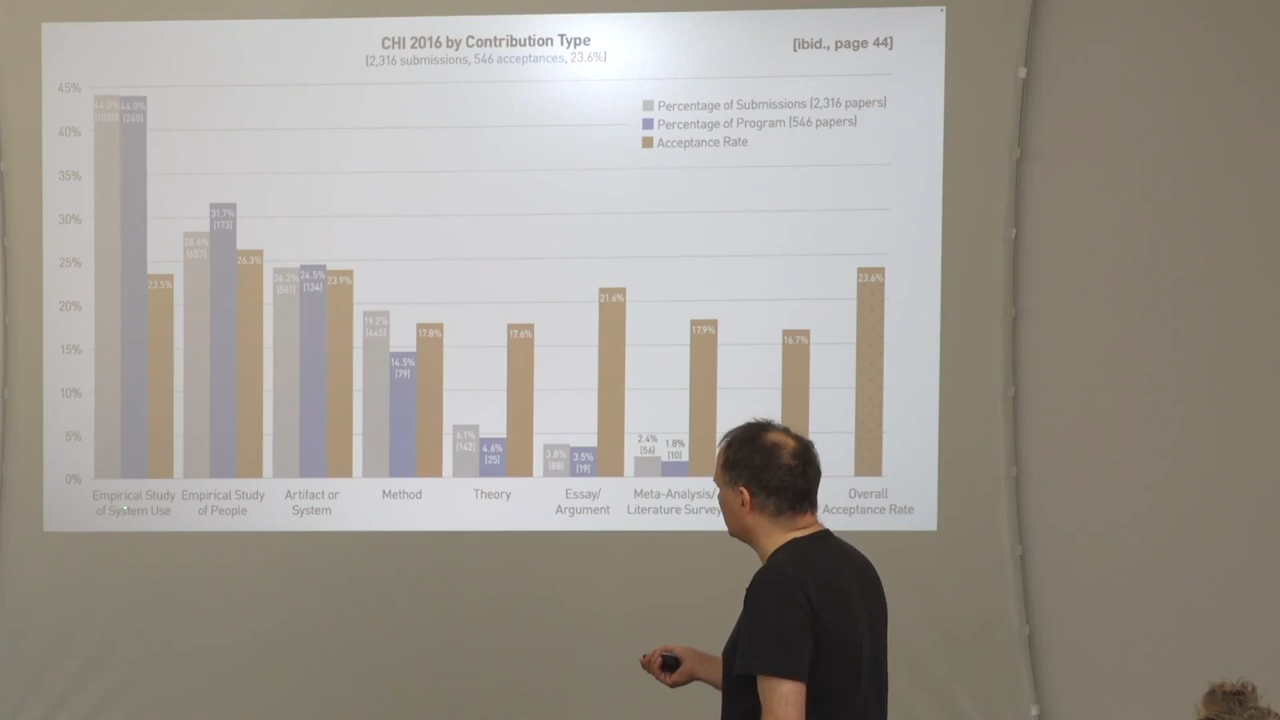 CHI 2016 by Contribution Type
[ibid., page 44]
(2,316 submissions, 546 acceptances, 23.6%)
Percentage of Submissions (2,316 papers)
Percentage of Program (546 papers)
Acceptance Rate
45%
40%
35%
30%
25%
20%
15%
10%
5%
0%
44.0%
44.0%
(240)
23.5%
28.4%
(657)
31.7%
(173)
26.3%
24.2%
(561)
24.5%
(134)
23.9%
19.2%
(445)
14.5%
(79)
17.8%
6.1%
(142)
4.6%
(25)
17.6%
3.8%
(88)
3.5%
(19)
21.6%
2.4%
(56)
1.8%
(10)
17.9%
16.7%
23.6%
Empirical Study
of System Use
Empirical Study
of People
Artifact or
System
Method
Theory
Essay/
Argument
Meta-Analysis/
Literature Survey
Overall
Acceptance Rate